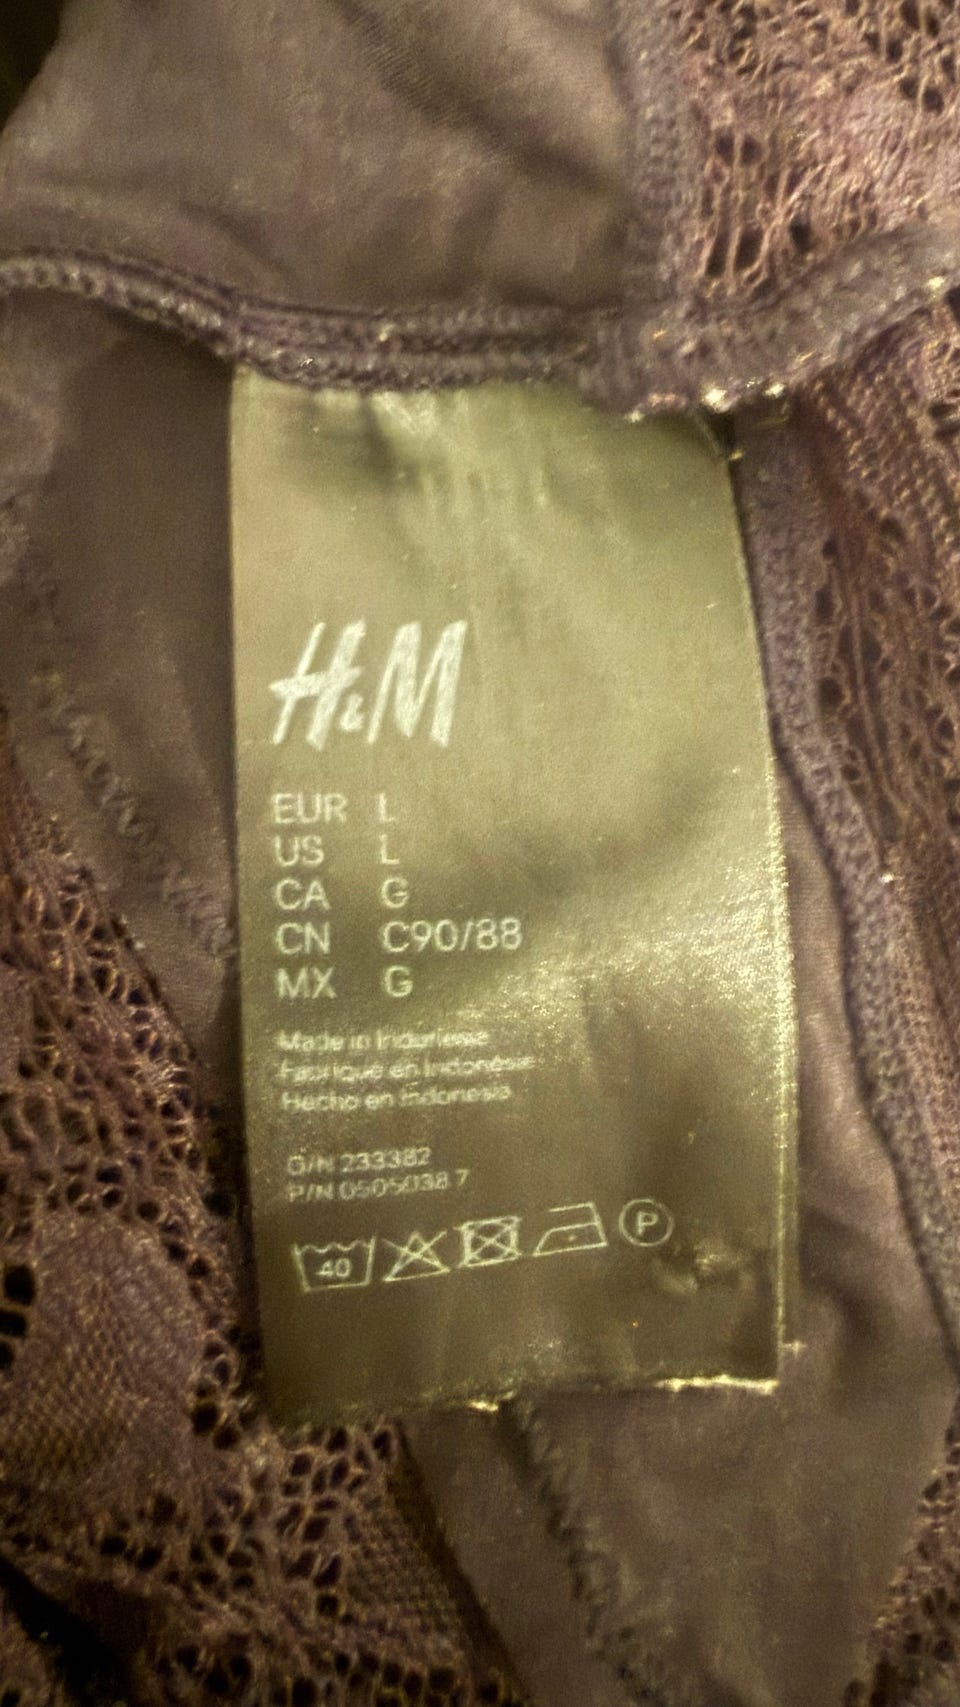 H&M
EUR L
US L
CA G
CN C90/88
MX G
Made in Indonesia
Fabriqué en Indonésie
Hecho en Indonesia
O/N 233382
P/N 0505038 7
40
P